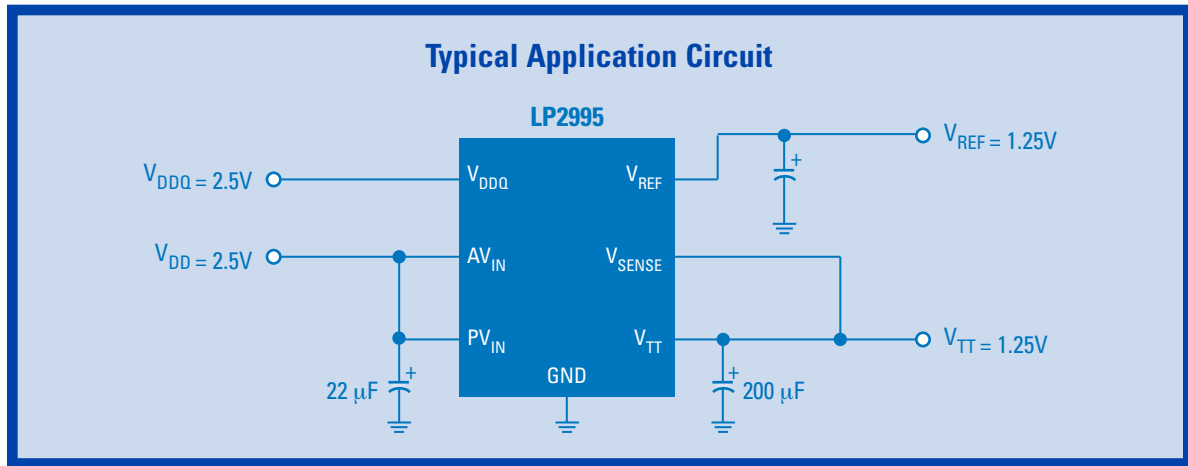 Typical Application Circuit
LP2995
VDDQ = 2.5V
VDDQ
VREF
+
VREF = 1.25V
VDD = 2.5V
AVIN
VSENSE
PVIN
VTT
VTT = 1.25V
22 µF
+
GND
+
200 µF